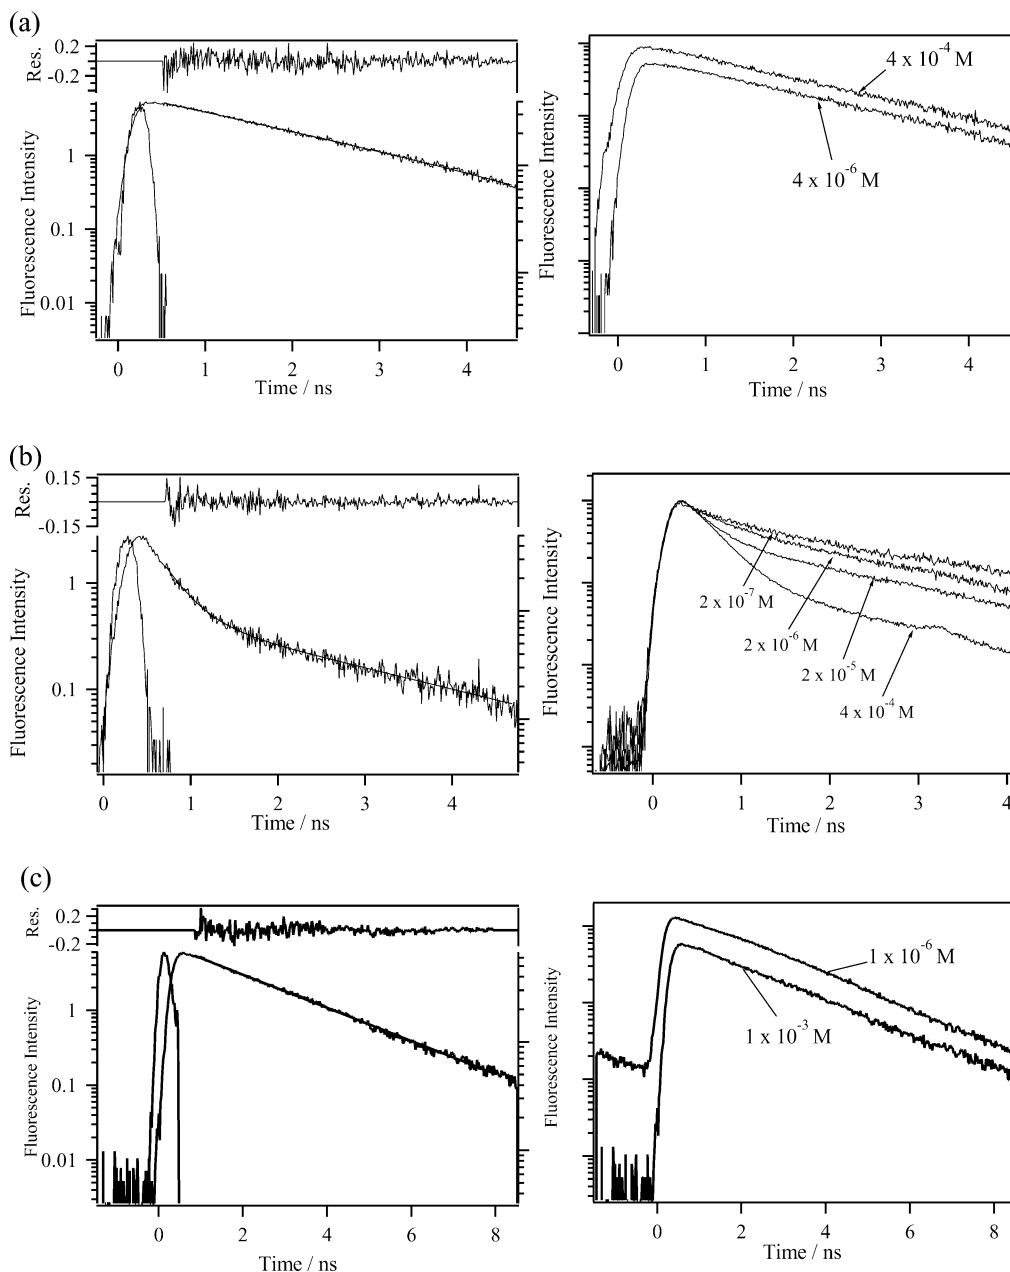 (a)
Res.
0.2
-0.2
Fluorescence Intensity
1
0.1
0.01
0 1 2 3 4
Time / ns
Fluorescence Intensity
4 x 10⁻⁴ M
4 x 10⁻⁶ M
0 1 2 3 4
Time / ns
(b)
Res.
0.15
-0.15
Fluorescence Intensity
1
0.1
0 1 2 3 4
Time / ns
Fluorescence Intensity
2 x 10⁻⁷ M
2 x 10⁻⁶ M
2 x 10⁻⁵ M
4 x 10⁻⁴ M
0 1 2 3 4
Time / ns
(c)
Res.
0.2
-0.2
Fluorescence Intensity
1
0.1
0.01
0 2 4 6 8
Time / ns
Fluorescence Intensity
1 x 10⁻⁶ M
1 x 10⁻³ M
0 2 4 6 8
Time / ns